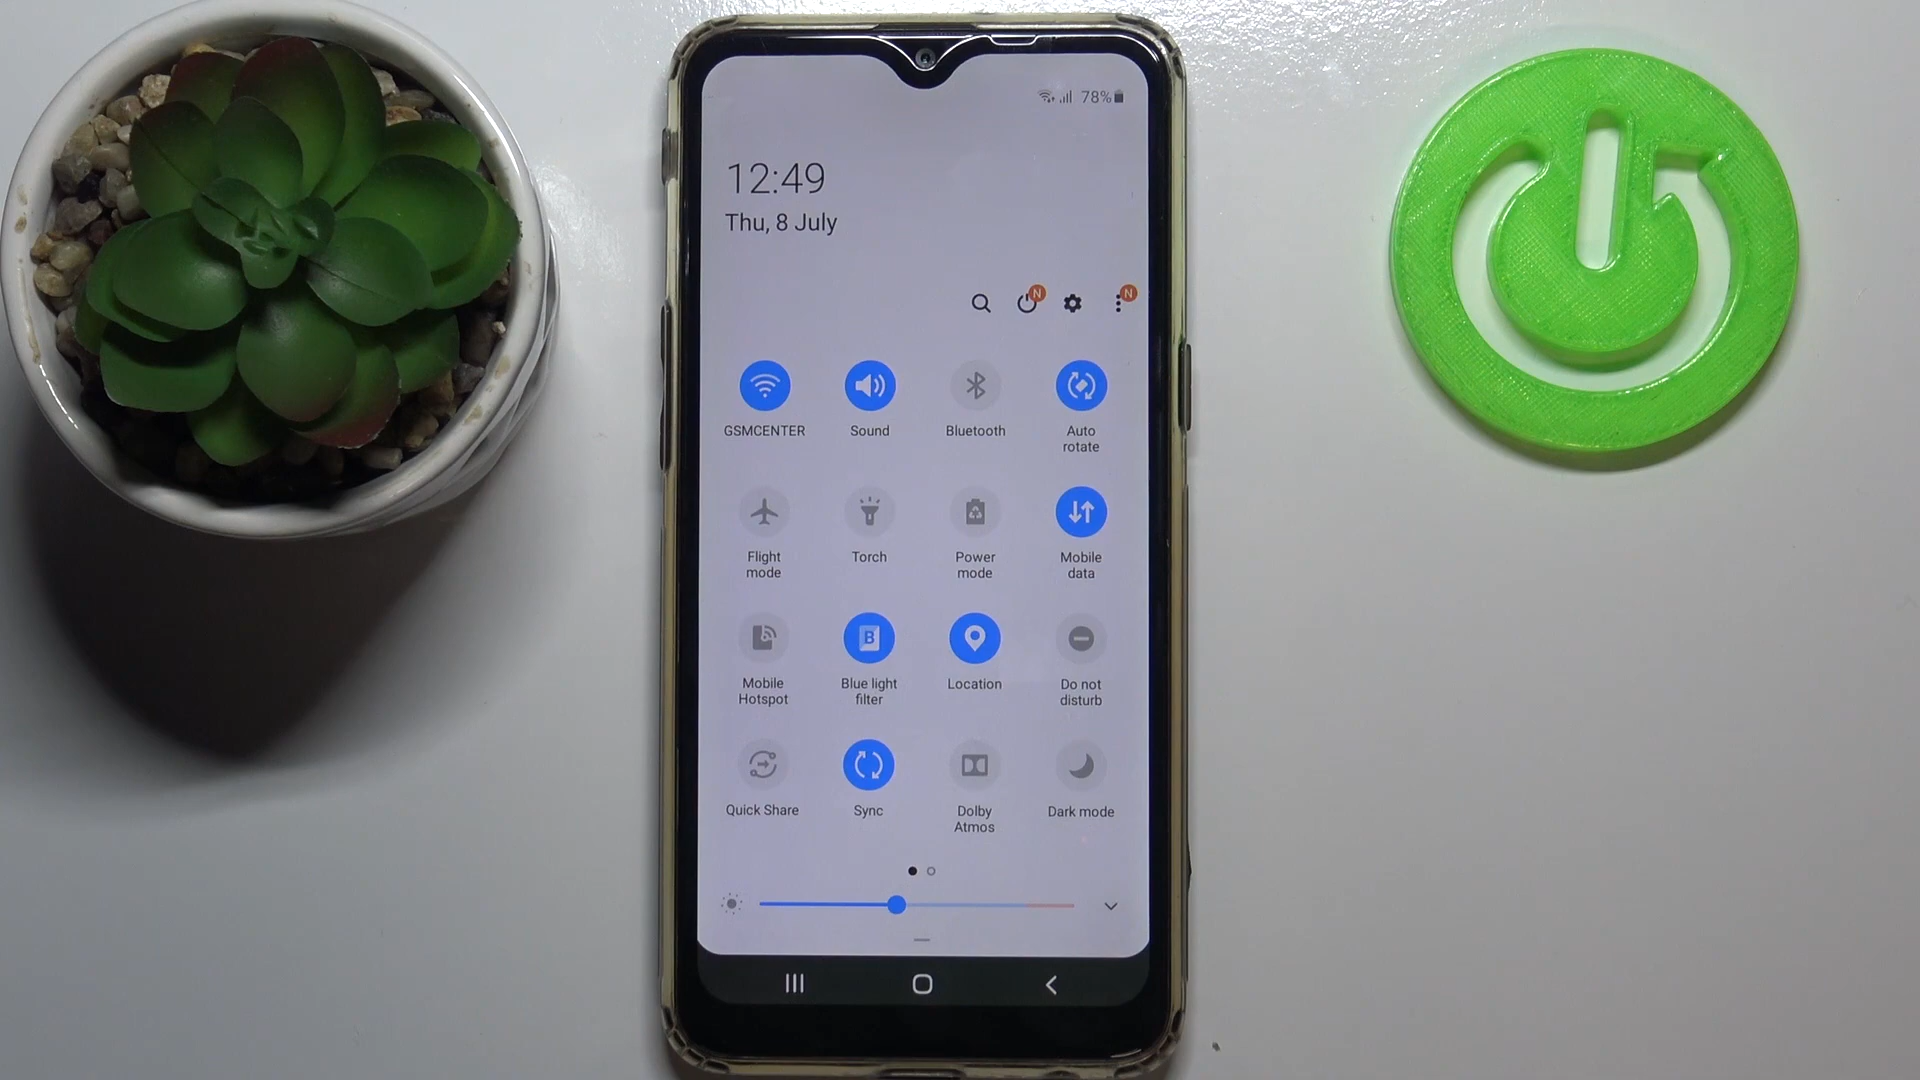 78%
12:49
Thu, 8 July
N
N
GSMCENTER
Sound
Bluetooth
Auto
rotate
Flight
mode
Torch
Power
mode
Mobile
data
Mobile
Hotspot
B
Blue light
filter
Location
Do not
disturb
Quick Share
Sync
Dolby
Atmos
Dark mode